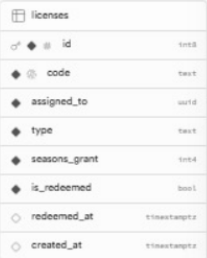 licenses
id int8
code text
assigned_to uuid
type text
seasons_grant int4
is_redeemed bool
redeemed_at timestamptz
created_at timestamptz